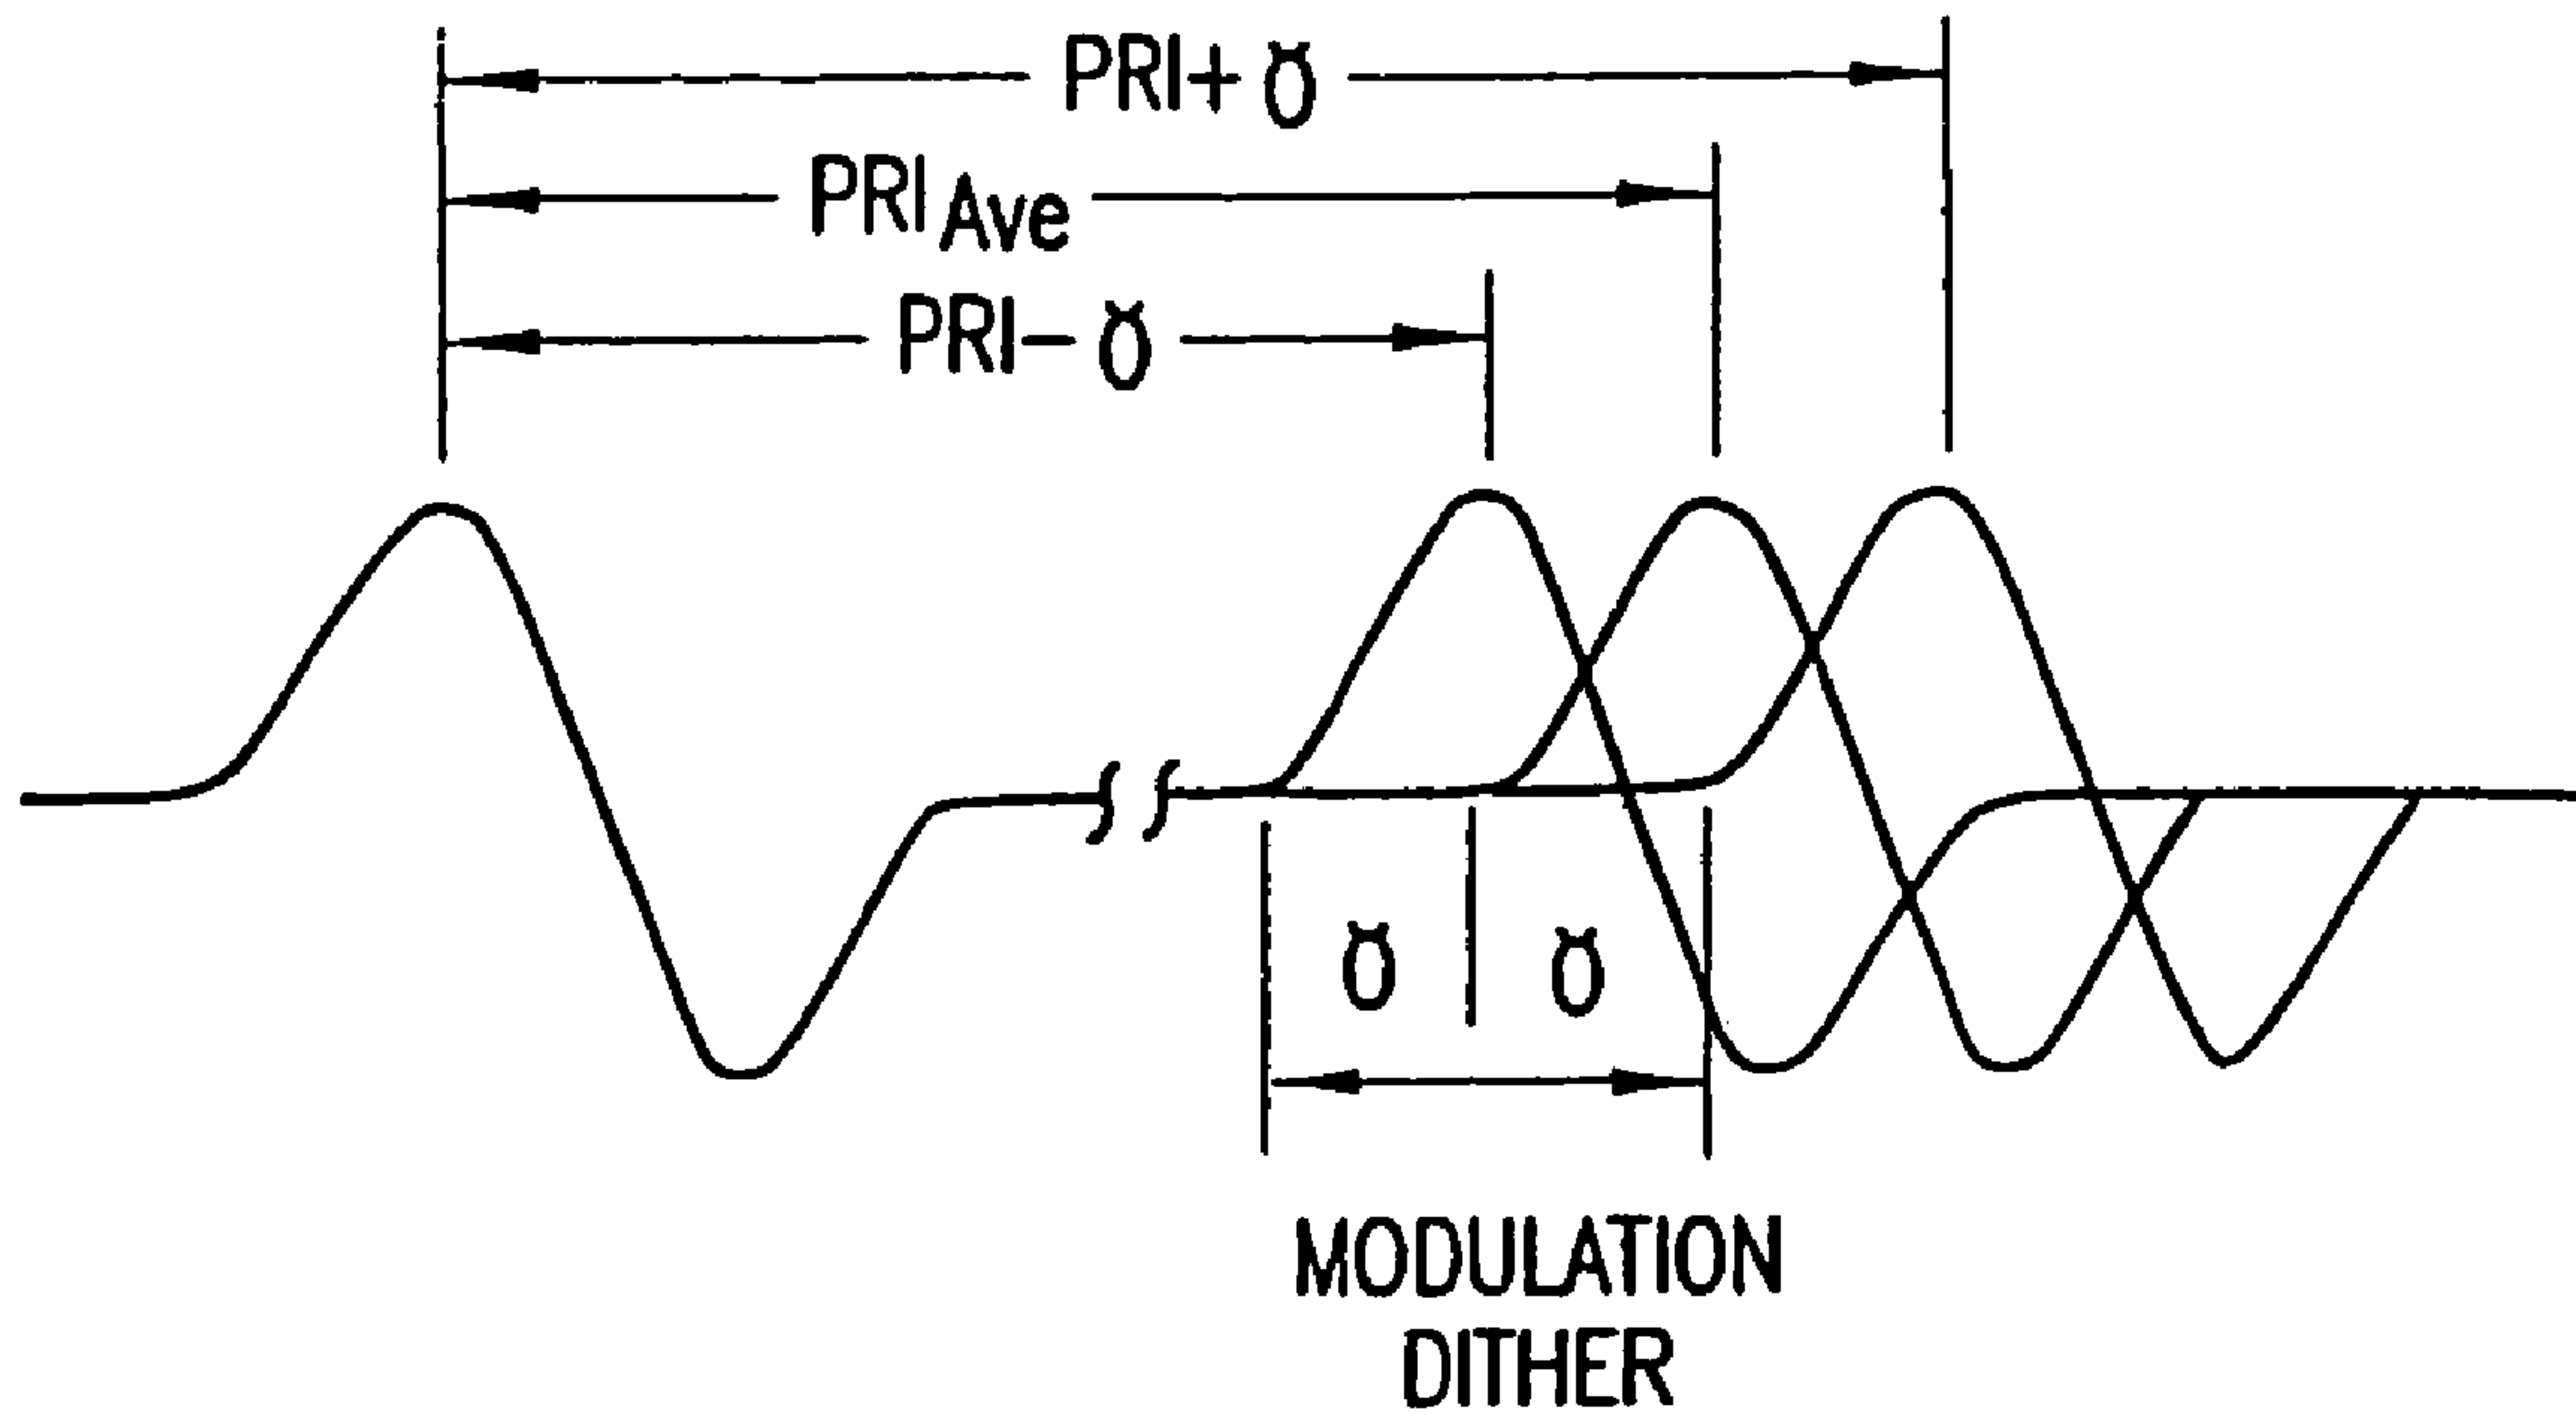 PRI+ ŏ
PRI Ave
PRI- ŏ
ŏ ŏ
MODULATION
DITHER